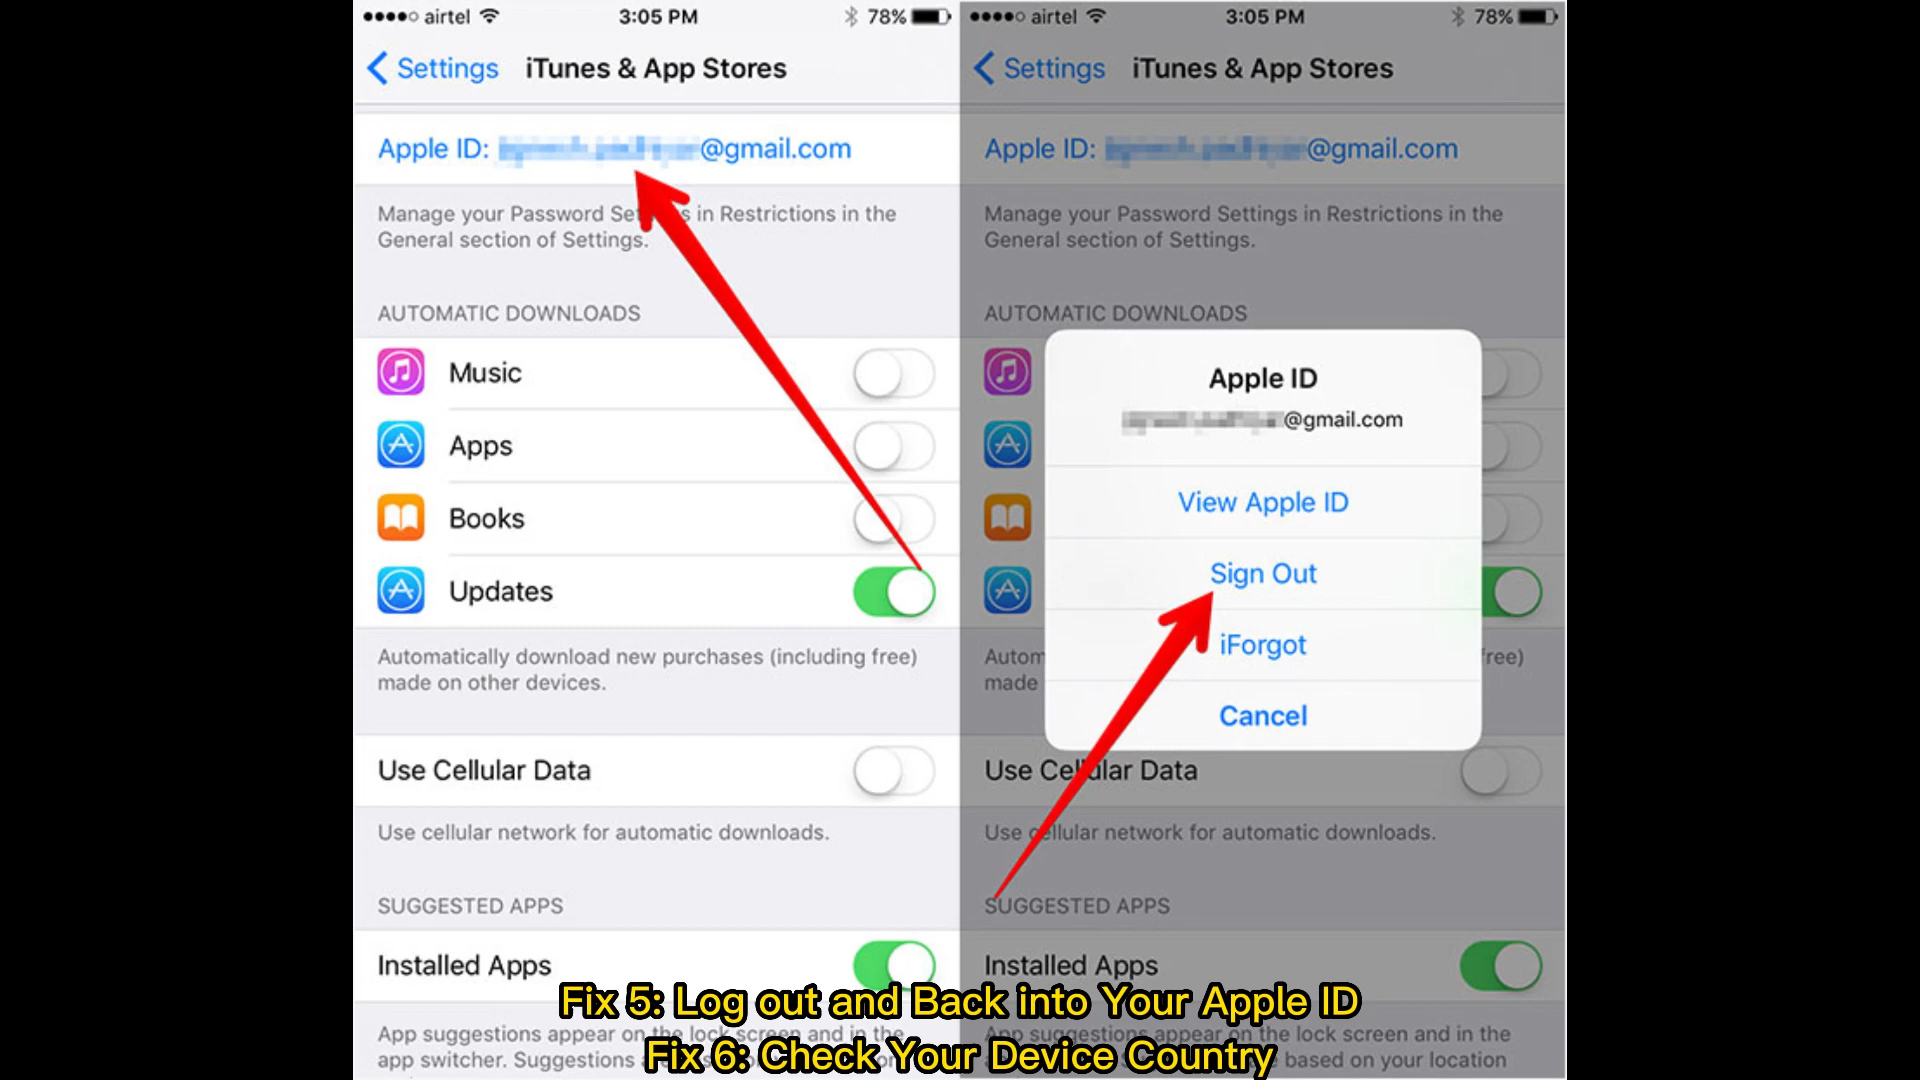 airtel 3:05 PM 78%
Settings iTunes & App Stores
Apple ID: @gmail.com
Manage your Password Se s in Restrictions in the
General section of Settings.
AUTOMATIC DOWNLOADS
Music
Apps
Books
Updates
Automatically download new purchases (including free)
made on other devices.
Use Cellular Data
Use cellular network for automatic downloads.
SUGGESTED APPS
Installed Apps
App suggestions appear on the lock screen and in the
app switcher. Suggestions
airtel 3:05 PM 78%
Settings iTunes & App Stores
Apple ID: @gmail.com
Manage your Password Settings in Restrictions in the
General section of Settings.
AUTOMATIC DOWNLOADS
Apple ID
@gmail.com
View Apple ID
Sign Out
iForgot
Cancel
Autom free)
made
Use Cellular Data
Use cellular network for automatic downloads.
SUGGESTED APPS
Installed Apps
App suggestions appear on the lock screen and in the
based on your location
Fix 5: Log out and Back into Your Apple ID
Fix 6: Check Your Device Country